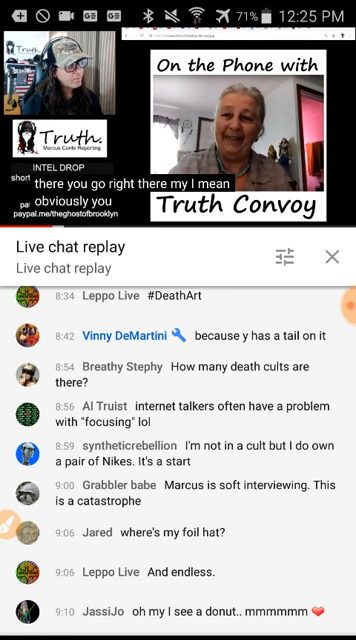 GE GE 71% 12:25 PM
On the Phone with
Truth.
Truth.
Marcus Conte Reporting
INTEL DROP
short
there you go right there my I mean
obviously you
paypal.me/theghostofbrooklyn
Truth Convoy
Live chat replay
Live chat replay
8:34 Leppo Live #DeathArt
8:42 Vinny DeMartini because y has a tail on it
8:54 Breathy Stephy How many death cults are
there?
8:56 Al Truist internet talkers often have a problem
with "focusing" lol
8:59 syntheticrebellion I'm not in a cult but I do own
a pair of Nikes. It's a start
9:00 Grabbler babe Marcus is soft interviewing. This
is a catastrophe
9:06 Jared where's my foil hat?
9:06 Leppo Live And endless.
9:10 JassiJo oh my I see a donut.. mmmmmm ❤